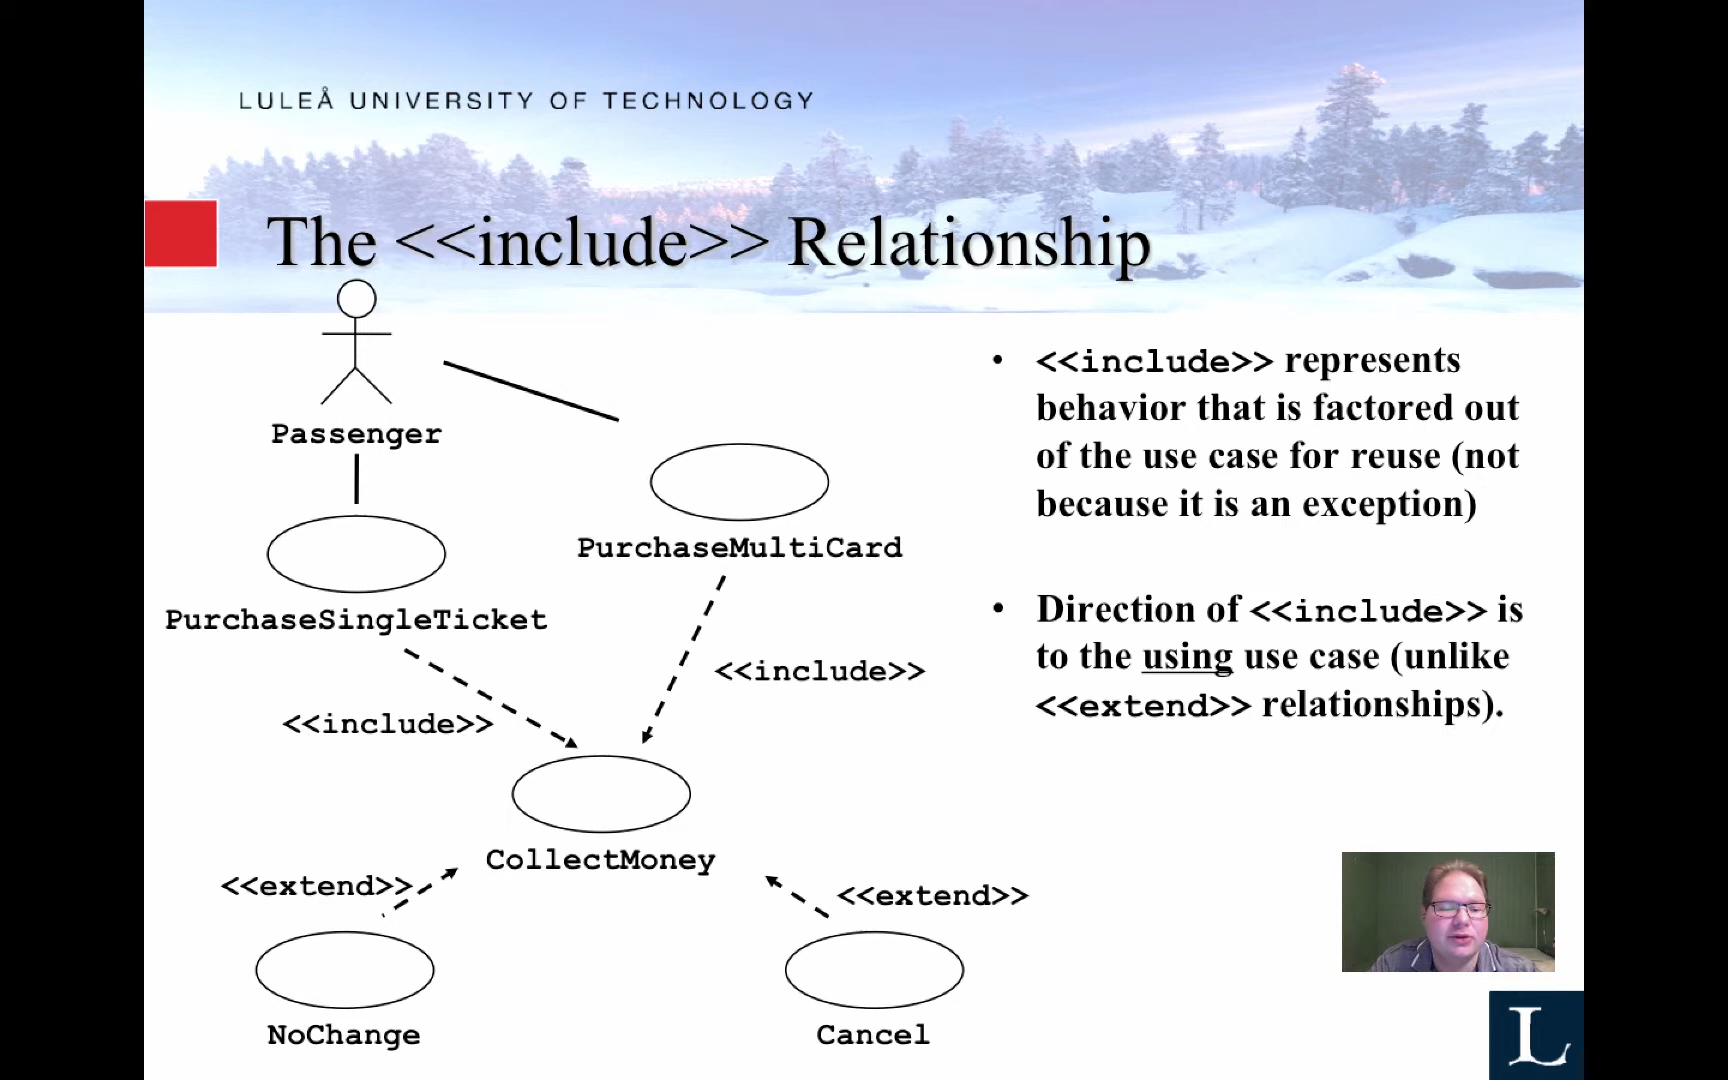 LULEÅ UNIVERSITY OF TECHNOLOGY
The <<include>> Relationship
Passenger
PurchaseSingleTicket
PurchaseMultiCard
<<include>>
<<include>>
CollectMoney
<<extend>>
<<extend>>
NoChange
Cancel
• <<include>> represents
behavior that is factored out
of the use case for reuse (not
because it is an exception)
• Direction of <<include>> is
to the using use case (unlike
<<extend>> relationships).
L